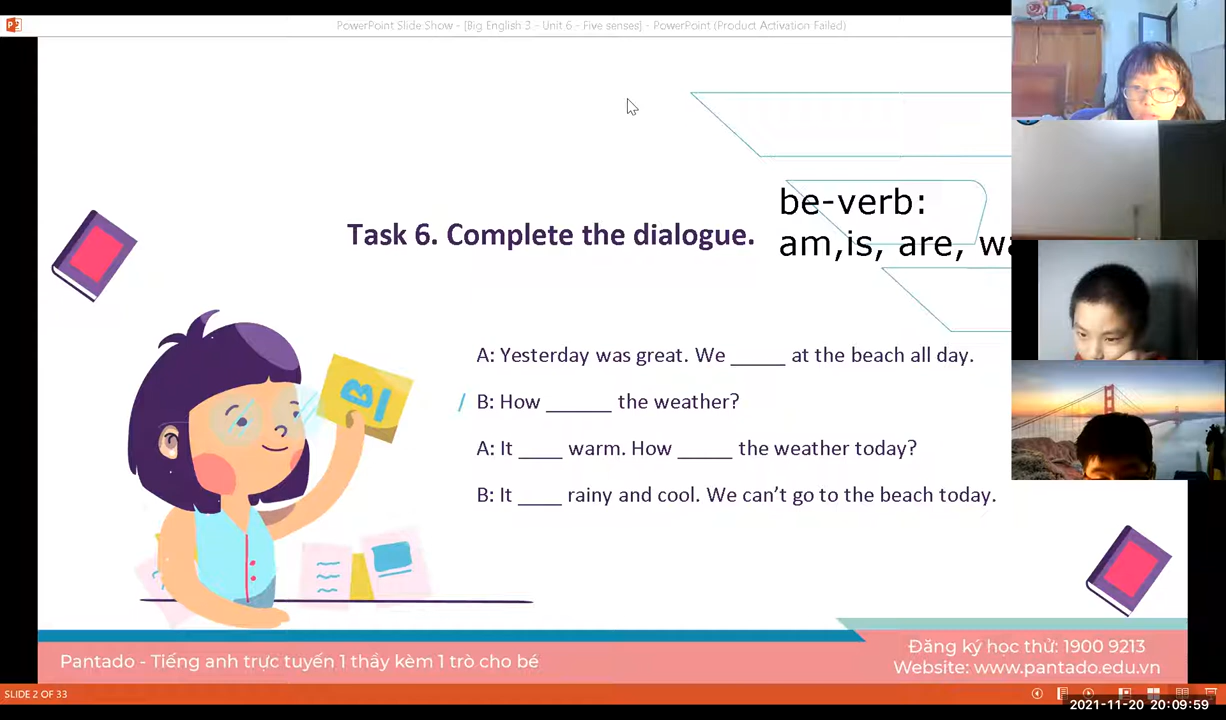 PowerPoint Slide Show - [Big English 3 - Unit 6 - Five senses] - PowerPoint (Product Activation Failed)
be-verb:
am,is, are,
Task 6. Complete the dialogue.
A: Yesterday was great. We _____ at the beach all day.
/ B: How ______ the weather?
A: It ____ warm. How _____ the weather today?
B: It ____ rainy and cool. We can't go to the beach today.
Pantado - Tiếng anh trực tuyến 1 thầy kèm 1 trò cho bé
Đăng ký học thử: 1900 9213
Website: www.pantado.edu.vn
SLIDE 2 OF 33
2021-11-20 20:09:59